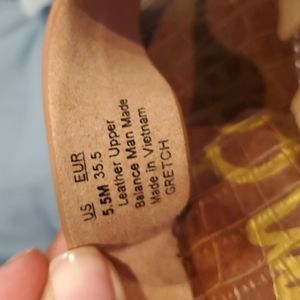 US EUR
5.5M 35.5
Leather Upper
Balance Man Made
Made in Vietnam
GRETCH